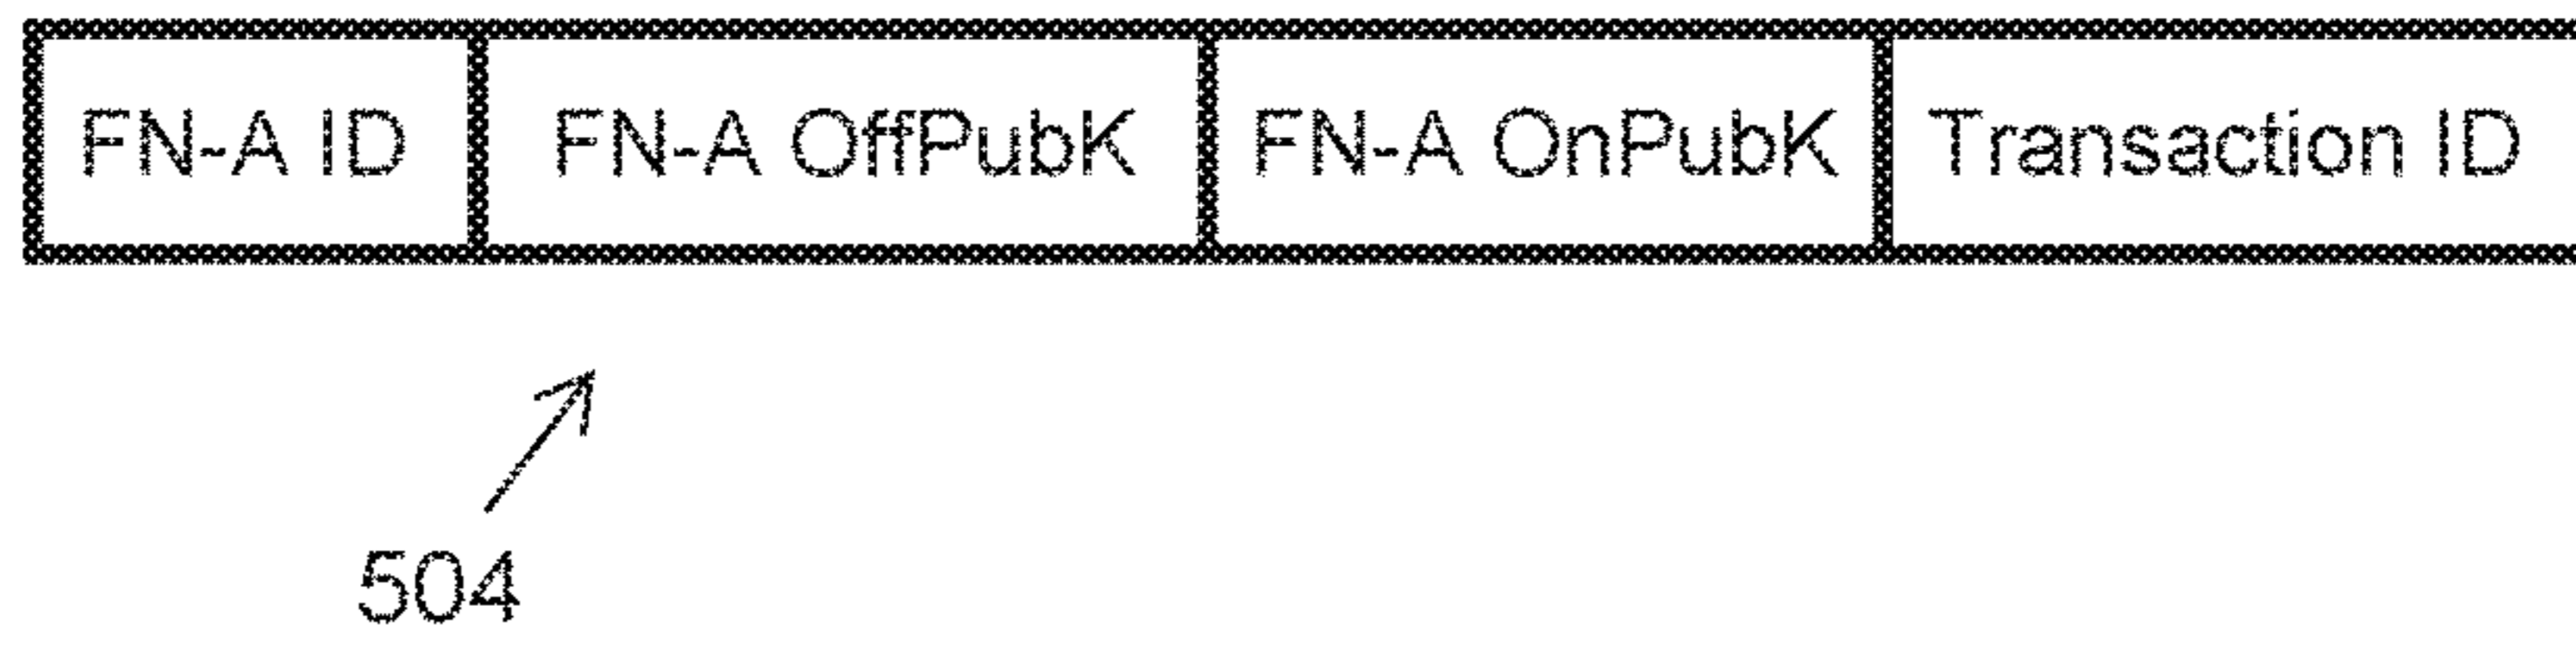 FN-A ID FN-A OffPubK FN-A OnPubK Transaction ID
504